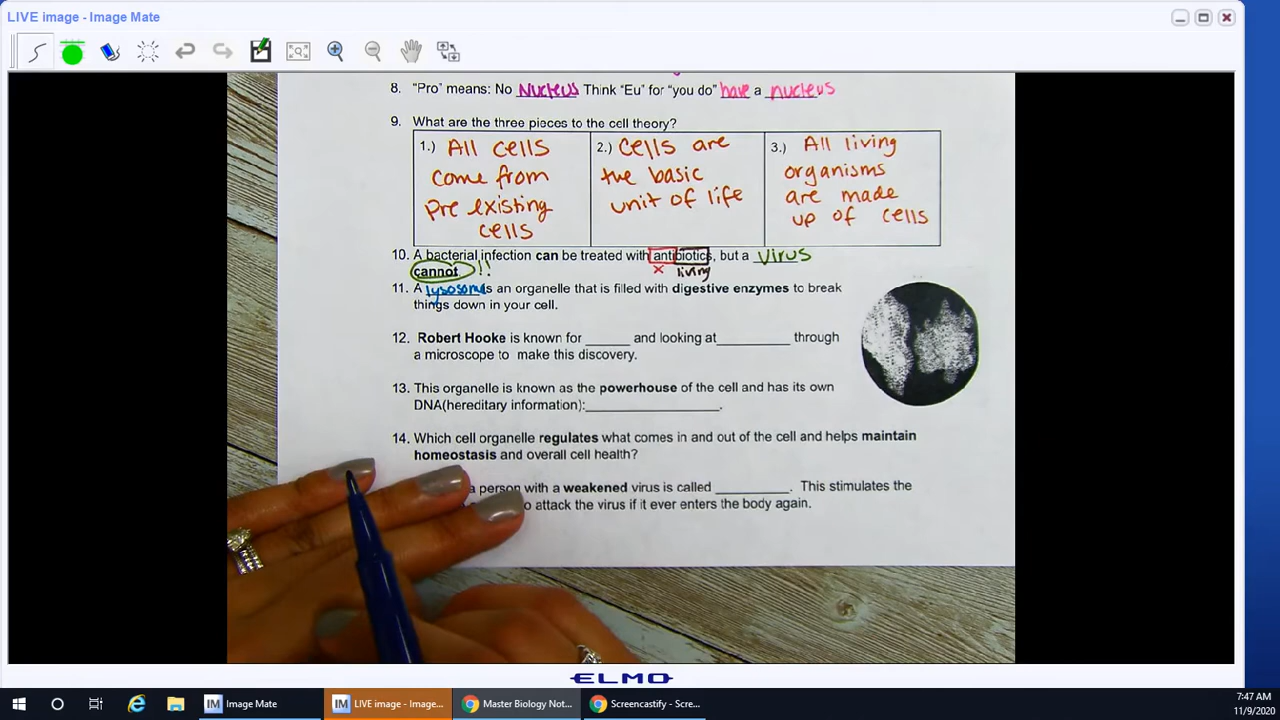 LIVE image - Image Mate
8. "Pro" means: No Nucleus Think "Eu" for "you do" have a nucleus
9. What are the three pieces to the cell theory?
1.) All cells
come from
pre existing
cells
2.) Cells are
the basic
unit of life
3.) All living
organisms
are made
up of cells
10. A bacterial infection can be treated with antibiotics, but a virus
cannot !!
x living
11. A lysosome is an organelle that is filled with digestive enzymes to break
things down in your cell.
12. Robert Hooke is known for ______ and looking at__________ through
a microscope to make this discovery.
13. This organelle is known as the powerhouse of the cell and has its own
DNA(hereditary information):__________________.
14. Which cell organelle regulates what comes in and out of the cell and helps maintain
homeostasis and overall cell health?
a person with a weakened virus is called __________. This stimulates the
attack the virus if it ever enters the body again.
ELMO
Image Mate
LIVE image - Image...
Master Biology Not...
Screencastify - Scre...
7:47 AM
11/9/2020